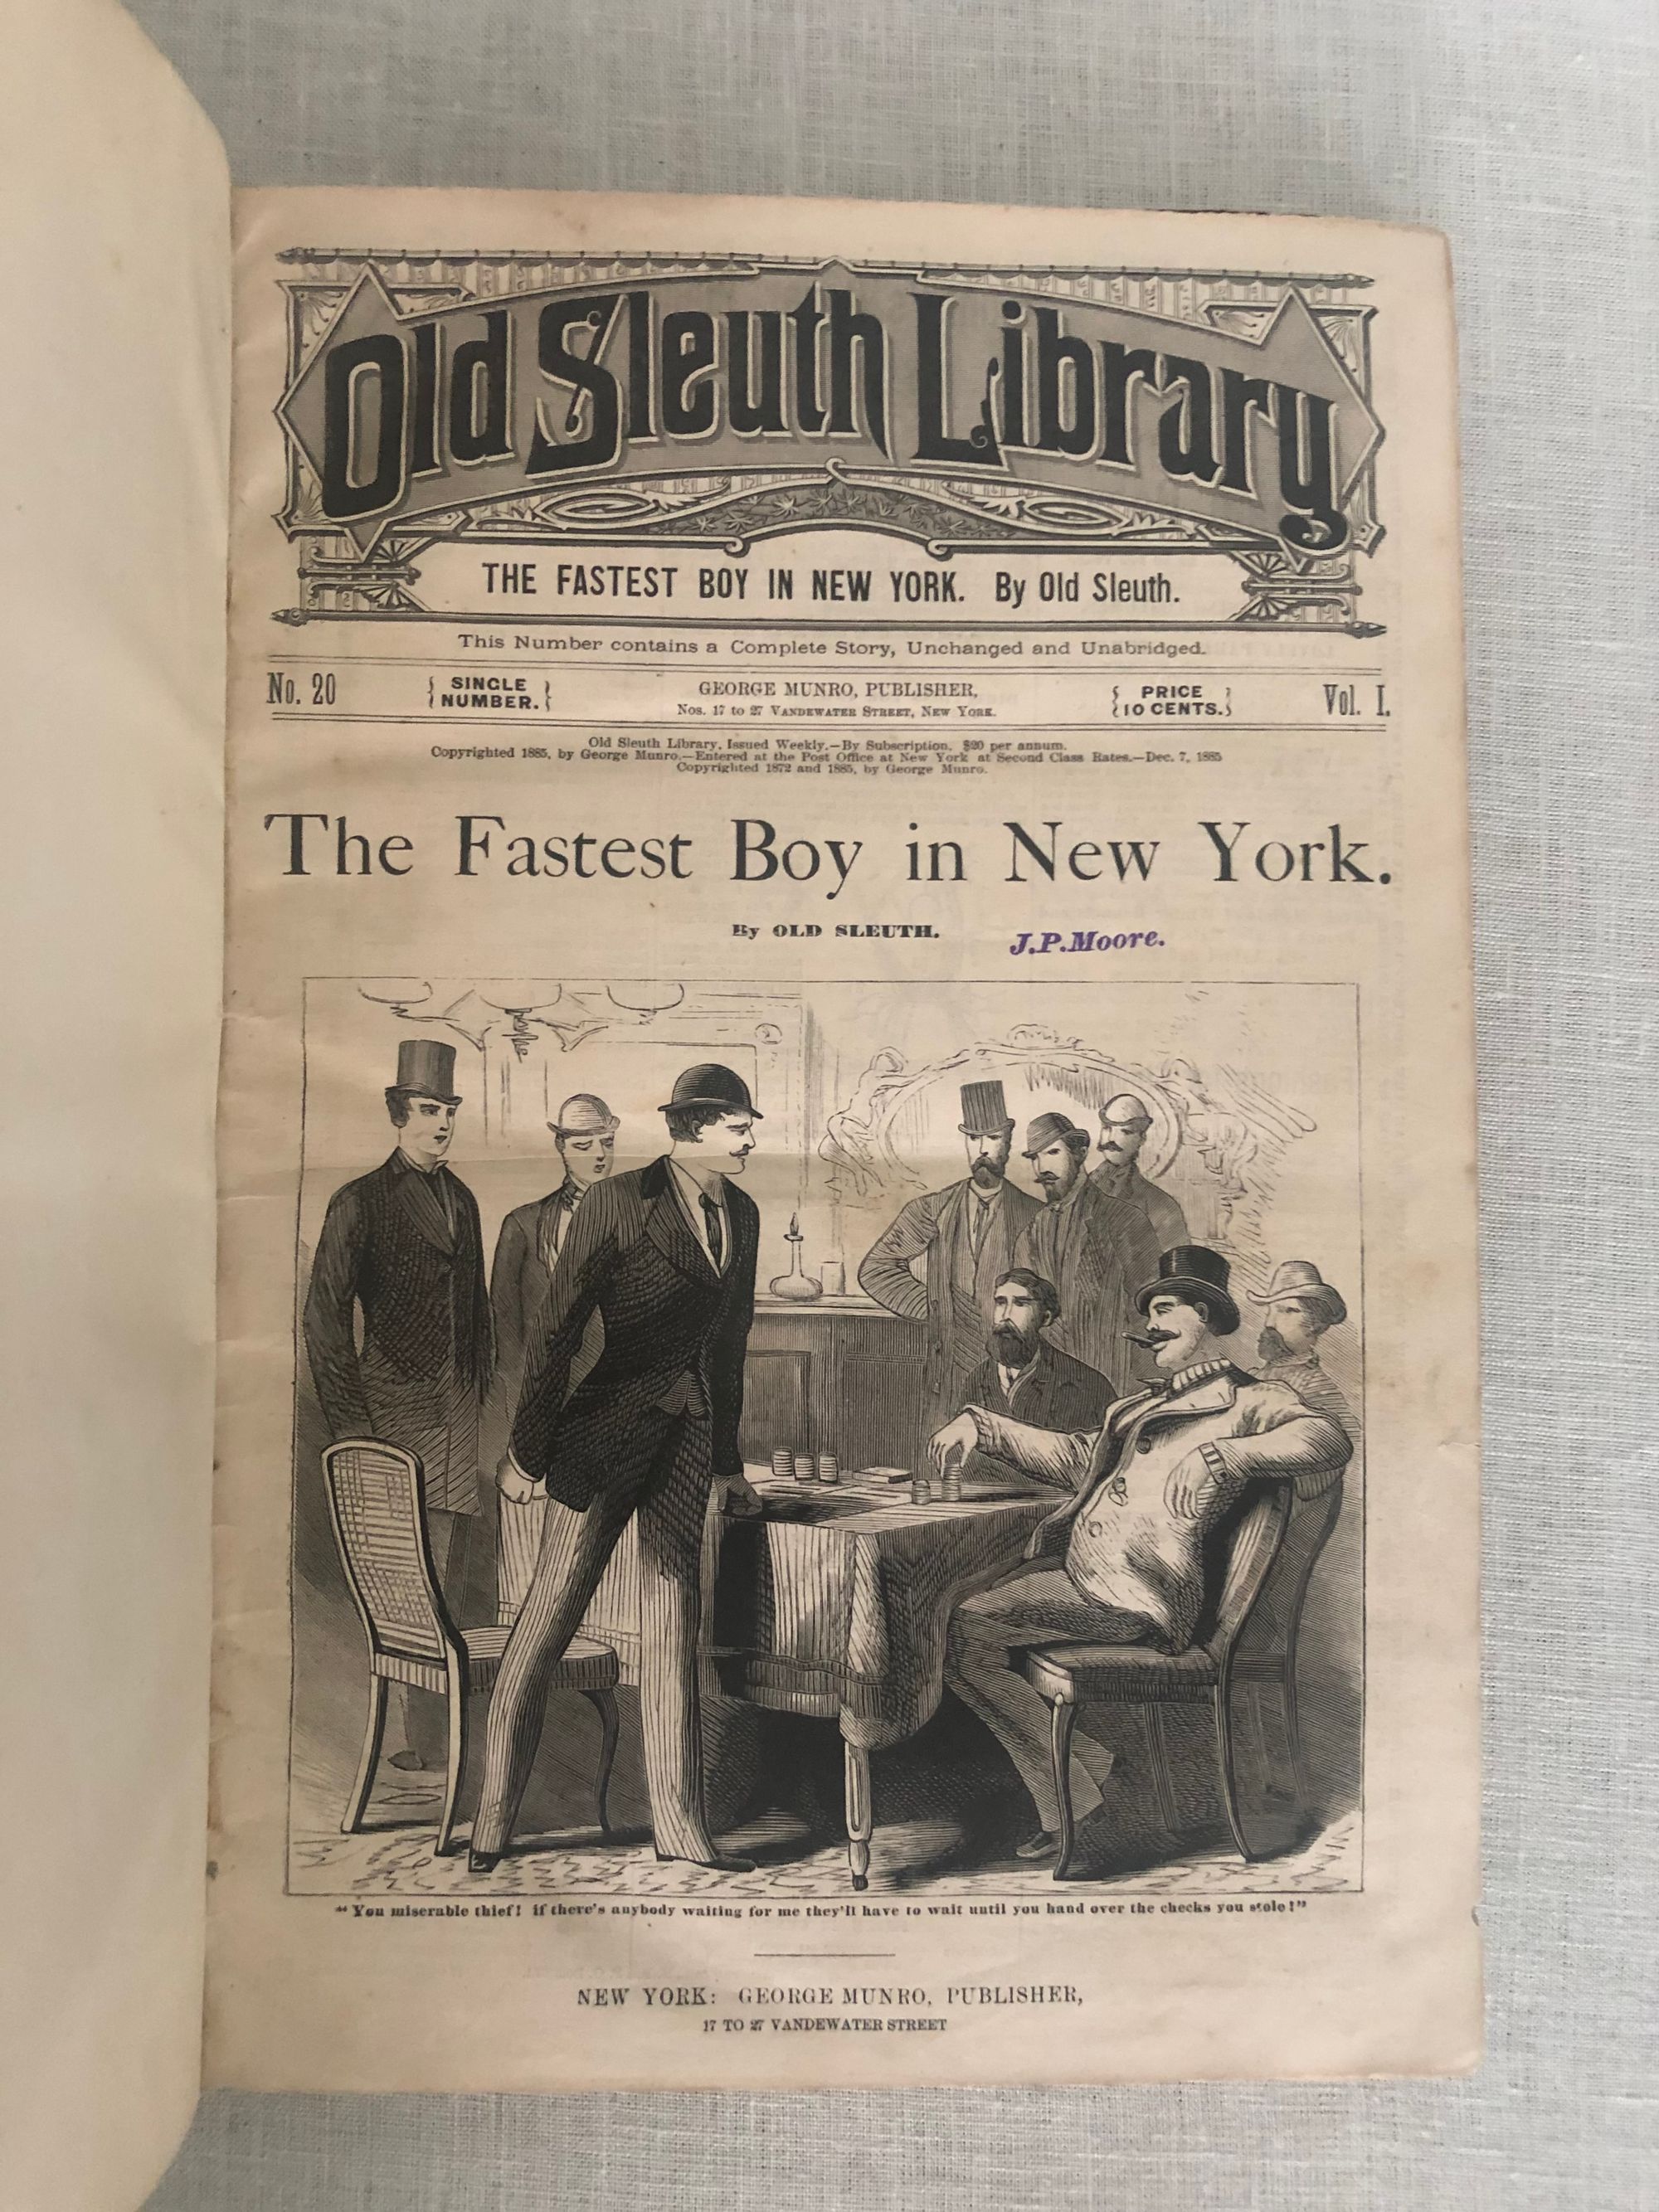 Old Sleuth Library
THE FASTEST BOY IN NEW YORK. By Old Sleuth.
This Number contains a Complete Story, Unchanged and Unabridged.
No. 20 { SINGLE NUMBER. } GEORGE MUNRO, PUBLISHER, { PRICE 10 CENTS. } Vol. I.
Nos. 17 to 27 VANDEWATER STREET, NEW YORK.
Old Sleuth Library, Issued Weekly.—By Subscription, $20 per annum.
Copyrighted 1885, by George Munro.—Entered at the Post Office at New York at Second Class Rates.—Dec. 7, 1885
Copyrighted 1872 and 1885, by George Munro.
The Fastest Boy in New York.
By OLD SLEUTH.
J.P.Moore.
"You miserable thief! if there's anybody waiting for me they'll have to wait until you hand over the checks you stole!"
NEW YORK: GEORGE MUNRO, PUBLISHER,
17 TO 27 VANDEWATER STREET